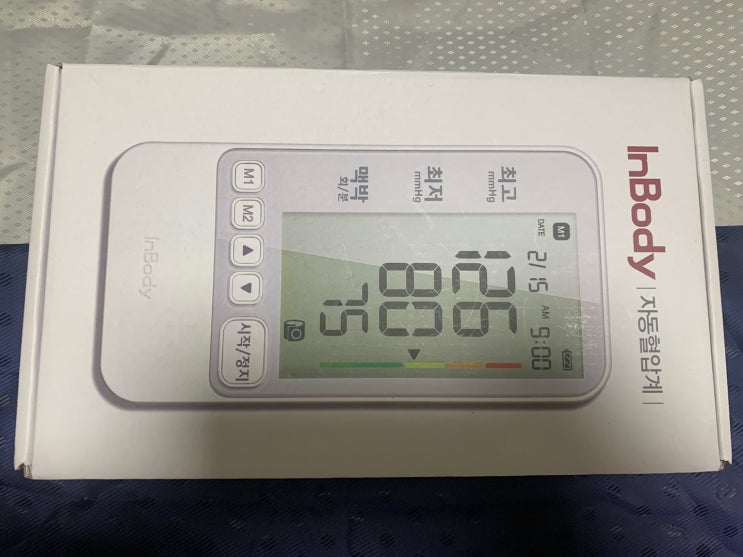 InBody | 자동혈압계 |
M1
DATE 2/15 AM 9:00
최고
mmHg
126
최저
mmHg
80
맥박
회/분
75
M1
M2
▲
▼
시작/정지
InBody